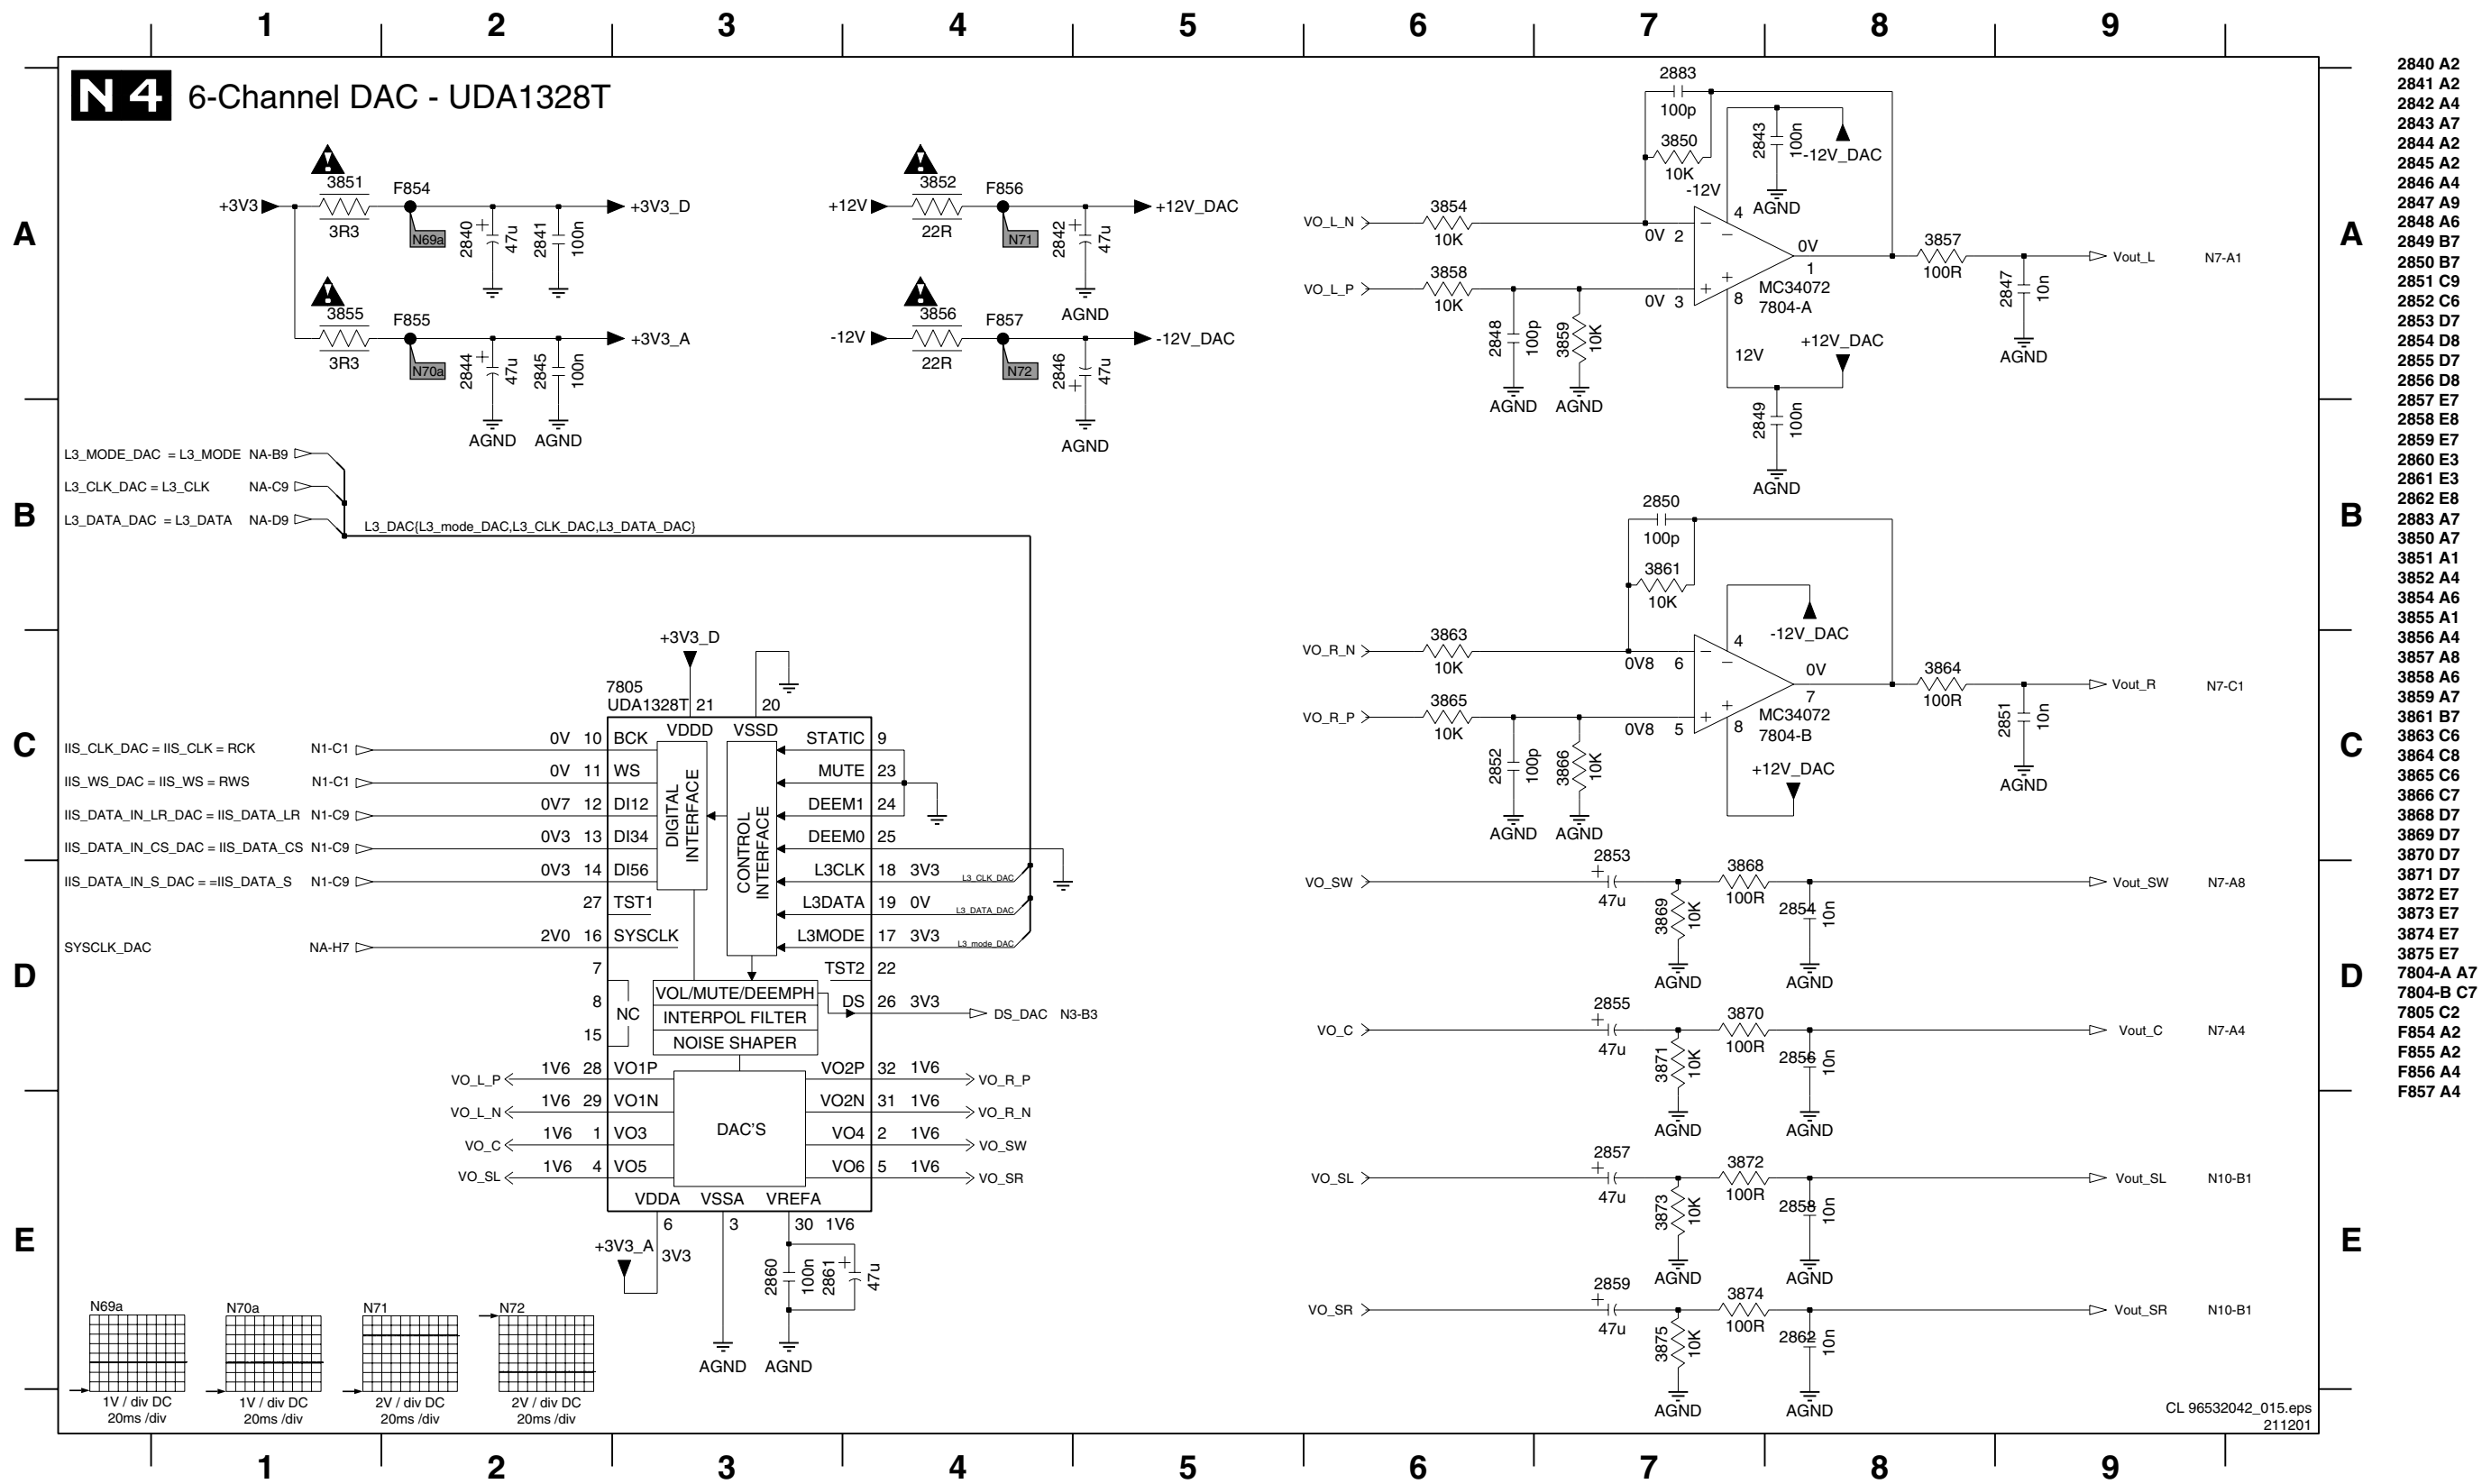 1 2 3 4 5 6 7 8 9
N 4 6-Channel DAC - UDA1328T
A
+3V3
3851
3R3
F854
N69a
2840
47u
2841
100n
+3V3_D
3855
3R3
F855
N70a
2844
47u
2845
100n
+3V3_A
AGND
AGND
+12V
3852
22R
F856
N71
2842
47u
AGND
+12V_DAC
-12V
3856
22R
F857
N72
2846
47u
AGND
-12V_DAC
2883
100p
3850
10K
2843
100n
-12V_DAC
AGND
-12V
VO_L_N
3854
10K
0V 2
4
VO_L_P
3858
10K
0V 3
8
0V
1
MC34072
7804-A
2848
100p
AGND
3859
10K
AGND
12V
+12V_DAC
2849
100n
AGND
3857
100R
2847
10n
AGND
Vout_L N7-A1
A
B
L3_MODE_DAC = L3_MODE NA-B9
L3_CLK_DAC = L3_CLK NA-C9
L3_DATA_DAC = L3_DATA NA-D9
L3_DAC{L3_mode_DAC,L3_CLK_DAC,L3_DATA_DAC}
2850
100p
3861
10K
-12V_DAC
B
C
VO_R_N
3863
10K
0V8 6
4
VO_R_P
3865
10K
0V8 5
8
0V
7
MC34072
7804-B
2852
100p
AGND
3866
10K
AGND
+12V_DAC
3864
100R
2851
10n
AGND
Vout_R N7-C1
C
+3V3_D
7805
UDA1328T 21
20
VDDD VSSD
IIS_CLK_DAC = IIS_CLK = RCK N1-C1
0V 10 BCK
IIS_WS_DAC = IIS_WS = RWS N1-C1
0V 11 WS
IIS_DATA_IN_LR_DAC = IIS_DATA_LR N1-C9
0V7 12 DI12
IIS_DATA_IN_CS_DAC = IIS_DATA_CS N1-C9
0V3 13 DI34
IIS_DATA_IN_S_DAC = =IIS_DATA_S N1-C9
0V3 14 DI56
27 TST1
SYSCLK_DAC NA-H7
2V0 16 SYSCLK
7
8
15
NC
DIGITAL INTERFACE
CONTROL INTERFACE
STATIC 9
MUTE 23
DEEM1 24
DEEM0 25
L3CLK 18 3V3 L3_CLK_DAC
L3DATA 19 0V L3_DATA_DAC
L3MODE 17 3V3 L3_mode_DAC
TST2 22
DS 26 3V3
DS_DAC N3-B3
VOL/MUTE/DEEMPH
INTERPOL FILTER
NOISE SHAPER
DAC'S
VO_L_P 1V6 28 VO1P
VO_L_N 1V6 29 VO1N
VO_C 1V6 1 VO3
VO_SL 1V6 4 VO5
VO2P 32 1V6 VO_R_P
VO2N 31 1V6 VO_R_N
VO4 2 1V6 VO_SW
VO6 5 1V6 VO_SR
VDDA VSSA VREFA
6 3 30 1V6
+3V3_A
3V3
2860
100n
2861
47u
AGND AGND
D
VO_SW
2853
47u
3869
10K
AGND
3868
100R
2854
10n
AGND
Vout_SW N7-A8
VO_C
2855
47u
3871
10K
AGND
3870
100R
2856
10n
AGND
Vout_C N7-A4
D
E
VO_SL
2857
47u
3873
10K
AGND
3872
100R
2858
10n
AGND
Vout_SL N10-B1
VO_SR
2859
47u
3875
10K
AGND
3874
100R
2862
10n
AGND
Vout_SR N10-B1
E
N69a
1V / div DC
20ms /div
N70a
1V / div DC
20ms /div
N71
2V / div DC
20ms /div
N72
2V / div DC
20ms /div
CL 96532042_015.eps
211201
1 2 3 4 5 6 7 8 9
2840 A2
2841 A2
2842 A4
2843 A7
2844 A2
2845 A2
2846 A4
2847 A9
2848 A6
2849 B7
2850 B7
2851 C9
2852 C6
2853 D7
2854 D8
2855 D7
2856 D8
2857 E7
2858 E8
2859 E7
2860 E3
2861 E3
2862 E8
2883 A7
3850 A7
3851 A1
3852 A4
3854 A6
3855 A1
3856 A4
3857 A8
3858 A6
3859 A7
3861 B7
3863 C6
3864 C8
3865 C6
3866 C7
3868 D7
3869 D7
3870 D7
3871 D7
3872 E7
3873 E7
3874 E7
3875 E7
7804-A A7
7804-B C7
7805 C2
F854 A2
F855 A2
F856 A4
F857 A4